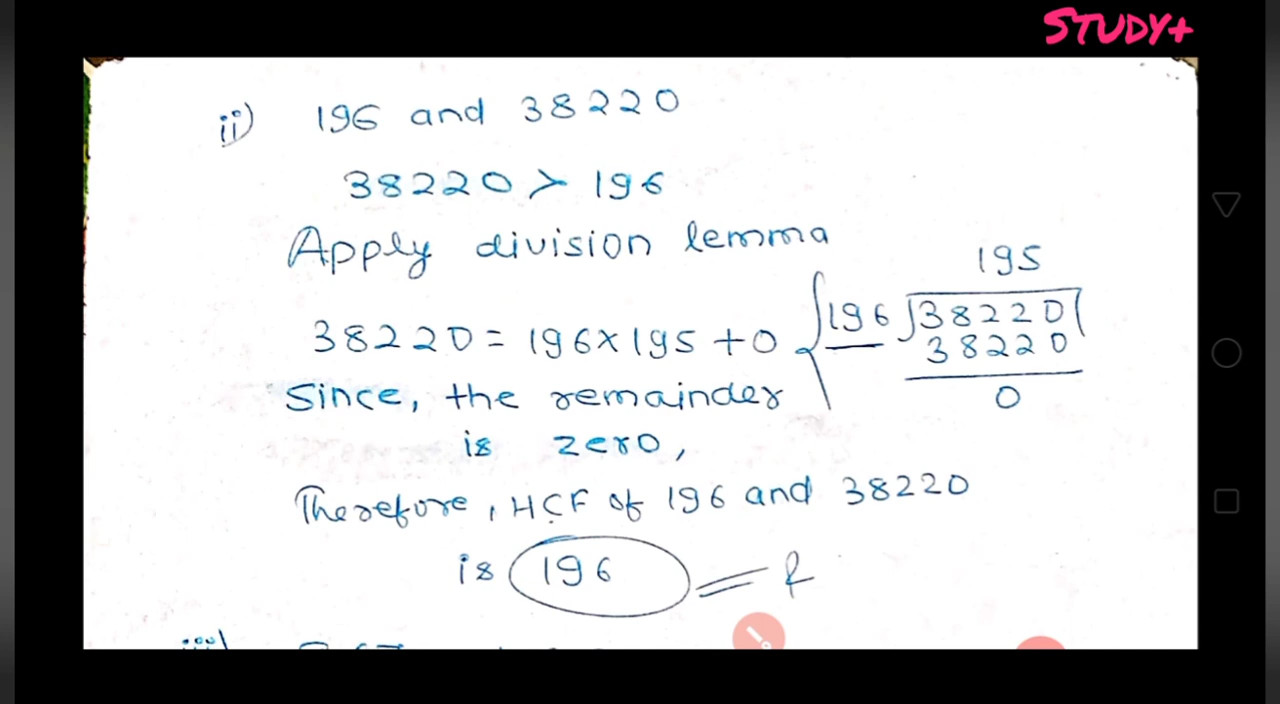 STUDY+
ii) 196 and 38220
38220 > 196
Apply division lemma
38220 = 196 x 195 + 0
195
196 38220
38220
0
Since, the remainder
is zero,
Therefore, HCF of 196 and 38220
is 196